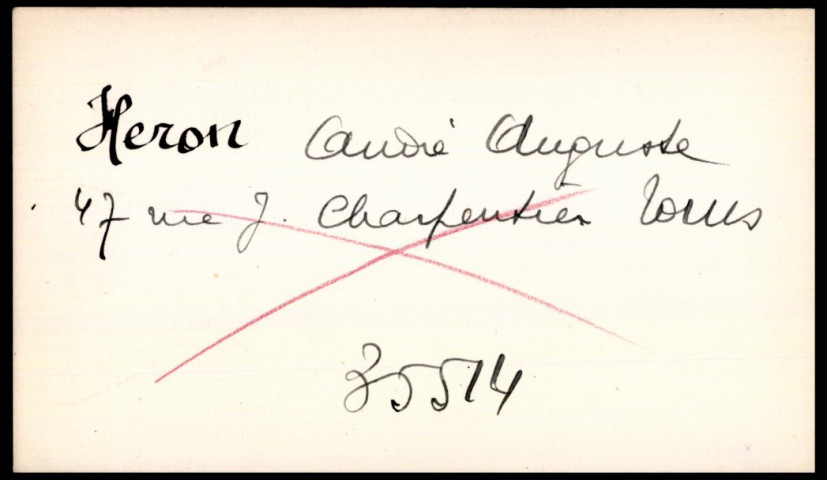 Heron André Auguste
47 rue J. Charpentier Tours
35514